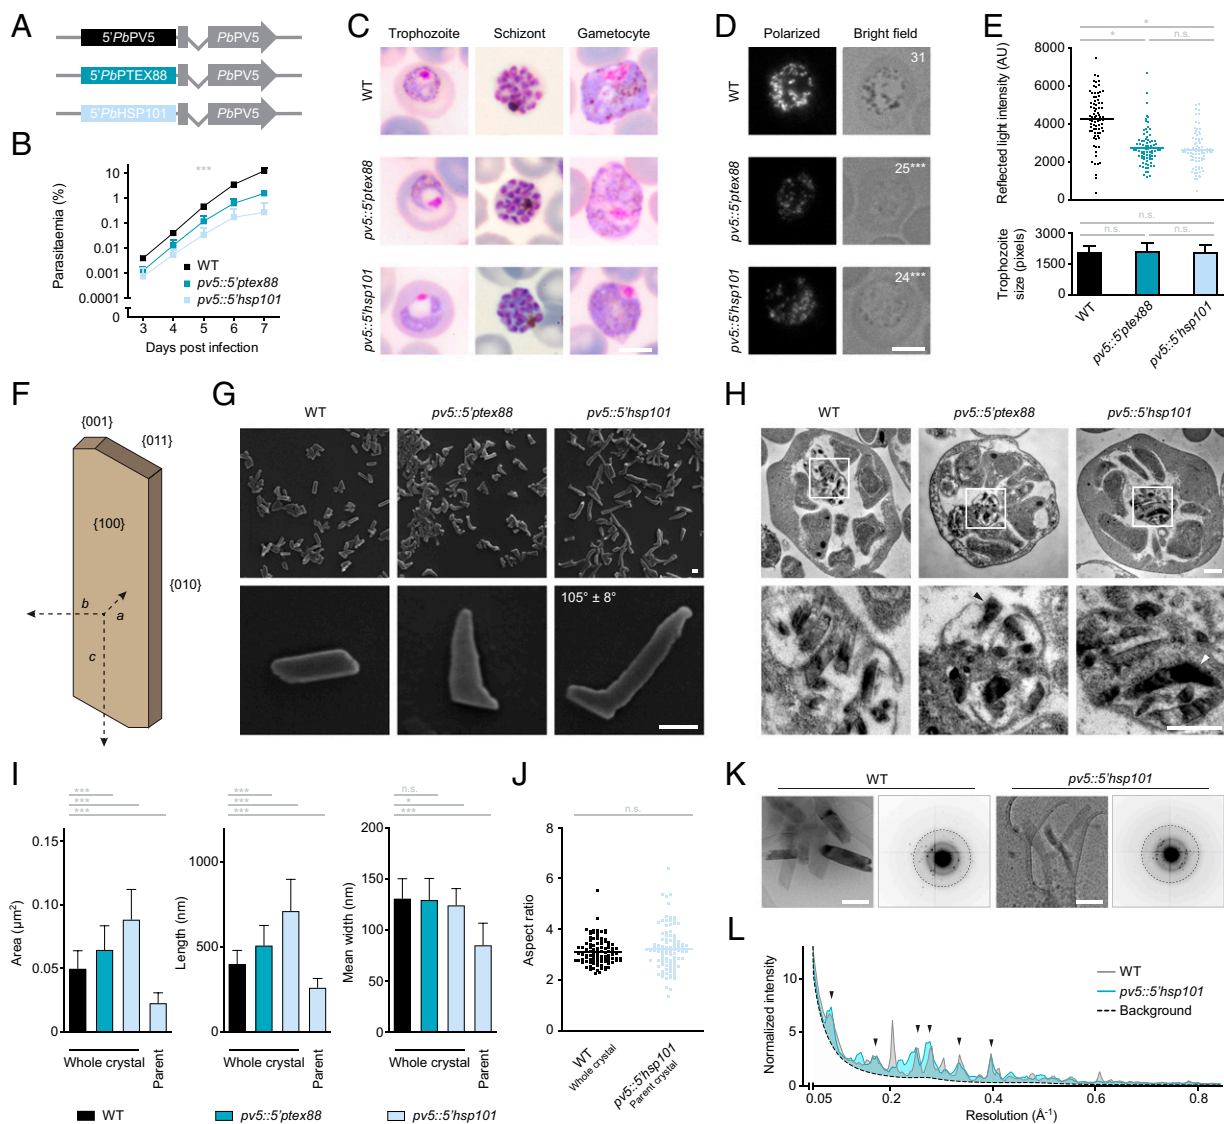 A
5'PbPV5
PbPV5
5'PbPTEX88
PbPV5
5'PbHSP101
PbPV5
B
***
Parasitaemia (%)
10
1
0.1
0.01
0.001
0.0001
0
WT
pv5::5'ptex88
pv5::5'hsp101
3 4 5 6 7
Days post infection
C
Trophozoite Schizont Gametocyte
WT
pv5::5'ptex88
pv5::5'hsp101
D
Polarized Bright field
WT
31
pv5::5'ptex88
25***
pv5::5'hsp101
24***
E
*
* n.s.
Reflected light intensity (AU)
8000
6000
4000
2000
0
n.s.
n.s. n.s.
Trophozoite size (pixels)
3000
1500
0
WT
pv5::5'ptex88
pv5::5'hsp101
F
{001}
{011}
{100}
{010}
b
a
c
G
WT pv5::5'ptex88 pv5::5'hsp101
105° ± 8°
H
WT pv5::5'ptex88 pv5::5'hsp101
I
***
***
***
Area (µm²)
0.15
0.10
0.05
0
Whole crystal
Parent
***
***
***
Length (nm)
1000
500
0
Whole crystal
Parent
n.s.
*
***
Mean width (nm)
200
150
100
50
0
Whole crystal
Parent
WT
pv5::5'ptex88
pv5::5'hsp101
J
n.s.
Aspect ratio
8
6
4
2
0
WT
Whole crystal
pv5::5'hsp101
Parent crystal
K
WT pv5::5'hsp101
L
Normalized intensity
10
5
0
WT
pv5::5'hsp101
Background
0.05 0.2 0.4 0.6 0.8
Resolution (Å⁻¹)